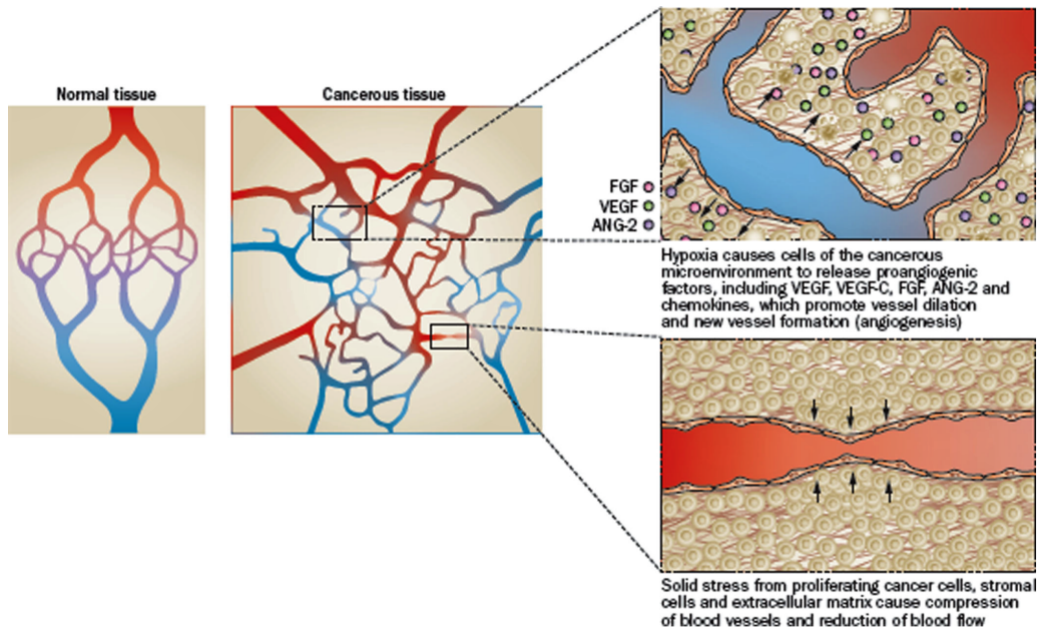 Normal tissue
Cancerous tissue
FGF
VEGF
ANG-2
Hypoxia causes cells of the cancerous
microenvironment to release proangiogenic
factors, including VEGF, VEGF-C, FGF, ANG-2 and
chemokines, which promote vessel dilation
and new vessel formation (angiogenesis)
Solid stress from proliferating cancer cells, stromal
cells and extracellular matrix cause compression
of blood vessels and reduction of blood flow